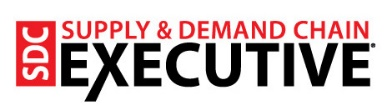 SDC
SUPPLY & DEMAND CHAIN
EXECUTIVE®